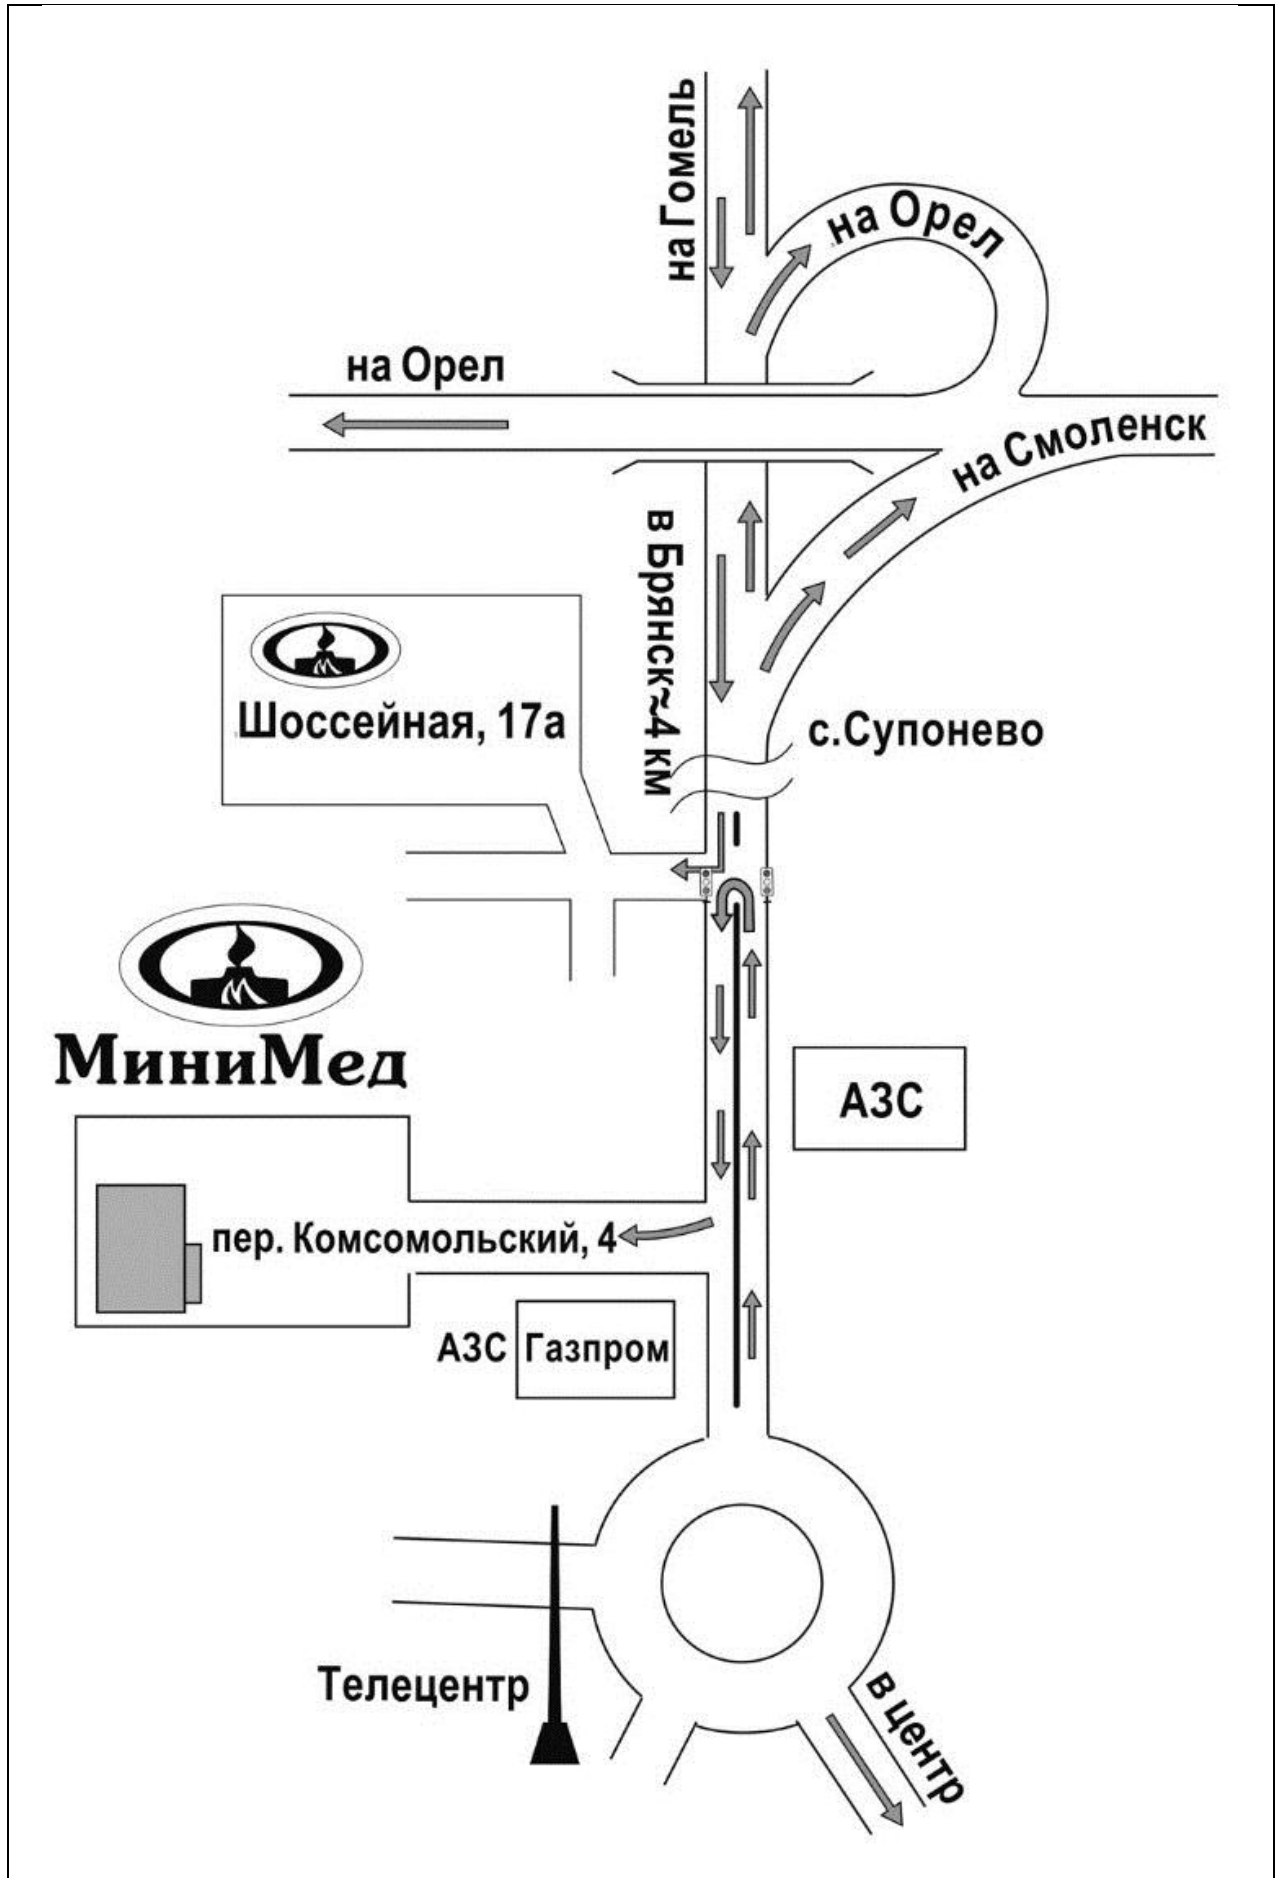 на Гомель
на Орел
на Орел
на Смоленск
в Брянск≈4 км
Шоссейная, 17а
с.Супонево
МиниМед
АЗС
пер. Комсомольский, 4
АЗС Газпром
Телецентр
в центр